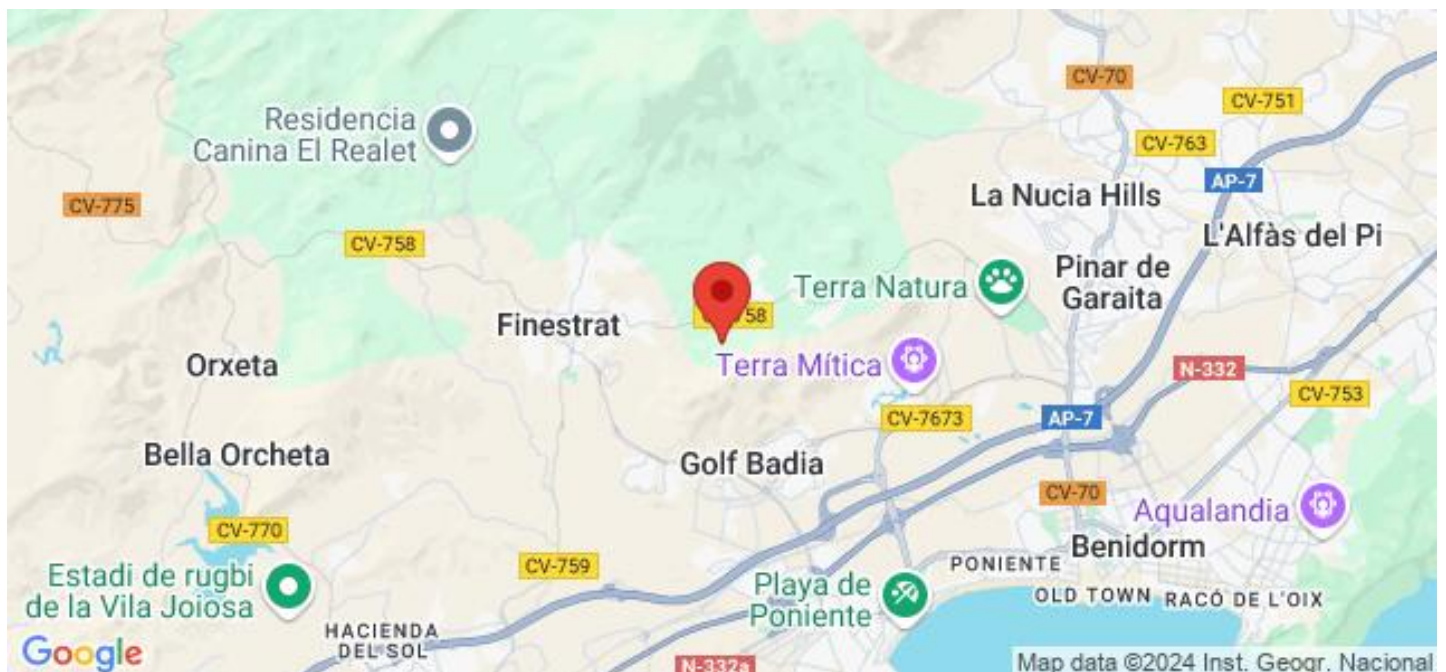 CV-70
CV-751
Residencia
Canina El Realet
CV-763
AP-7
La Nucia Hills
CV-775
CV-758
L'Alfàs del Pi
Pinar de
Garaita
Terra Natura
Finestrat
58
Orxeta
Terra Mítica
N-332
CV-753
CV-7673
AP-7
Bella Orcheta
Golf Badia
CV-70
Aqualandia
CV-770
Benidorm
CV-759
PONIENTE
Estadi de rugbi
de la Vila Joiosa
Playa de
Poniente
OLD TOWN
RACÓ DE L'OIX
HACIENDA
DEL SOL
Google
N-332a
Map data ©2024 Inst. Geogr. Nacional